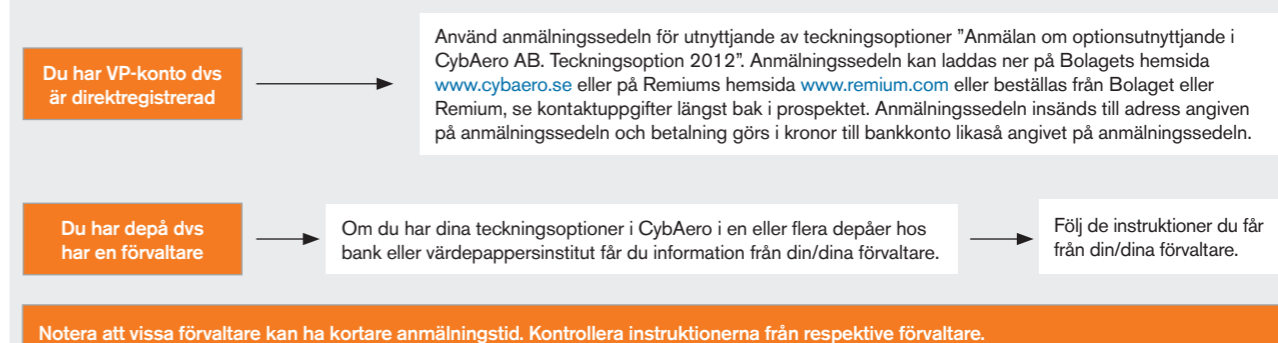 Du har VP-konto dvs
är direktregistrerad
Använd anmälningssedeln för utnyttjande av teckningsoptioner ”Anmälan om optionsutnyttjande i
CybAero AB. Teckningsoption 2012”. Anmälningssedeln kan laddas ner på Bolagets hemsida
www.cybaero.se eller på Remiums hemsida www.remium.com eller beställas från Bolaget eller
Remium, se kontaktuppgifter längst bak i prospektet. Anmälningssedeln insänds till adress angiven
på anmälningssedeln och betalning görs i kronor till bankkonto likaså angivet på anmälningssedeln.
Du har depå dvs
har en förvaltare
Om du har dina teckningsoptioner i CybAero i en eller flera depåer hos
bank eller värdepappersinstitut får du information från din/dina förvaltare.
Följ de instruktioner du får
från din/dina förvaltare.
Notera att vissa förvaltare kan ha kortare anmälningstid. Kontrollera instruktionerna från respektive förvaltare.